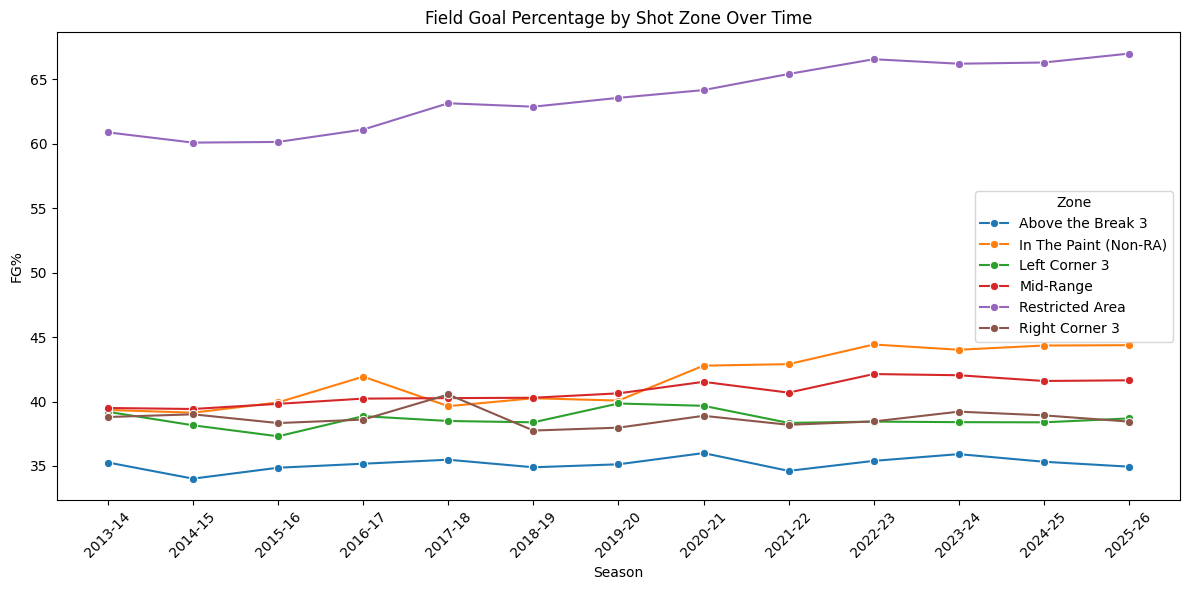 Field Goal Percentage by Shot Zone Over Time
FG%
65
60
55
50
45
40
35
Zone
Above the Break 3
In The Paint (Non-RA)
Left Corner 3
Mid-Range
Restricted Area
Right Corner 3
2013-14
2014-15
2015-16
2016-17
2017-18
2018-19
2019-20
2020-21
2021-22
2022-23
2023-24
2024-25
2025-26
Season